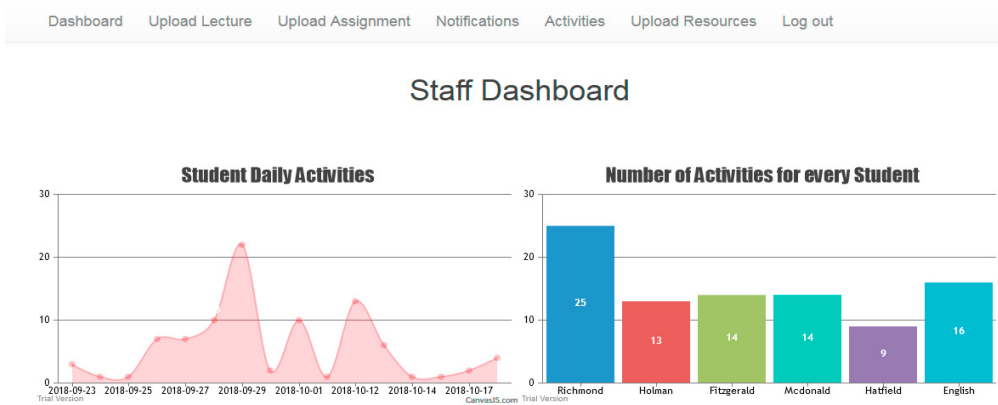 Dashboard Upload Lecture Upload Assignment Notifications Activities Upload Resources Log out
Staff Dashboard
Student Daily Activities
30
20
10
0
2018-09-23 2018-09-25 2018-09-27 2018-09-29 2018-10-01 2018-10-12 2018-10-14 2018-10-17
Trial Version
CanvasJS.com
Number of Activities for every Student
30
20
10
0
25
13
14
14
9
16
Richmond Holman Fitzgerald Mcdonald Hatfield English
Trial Version